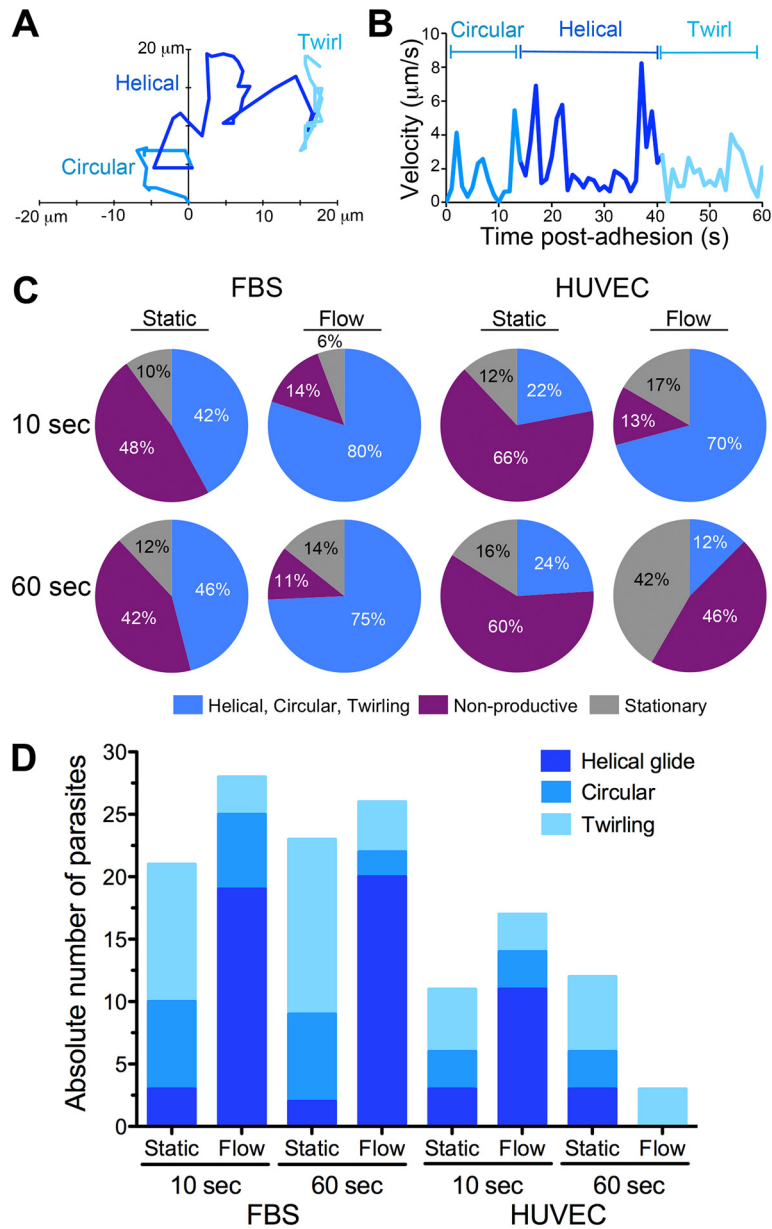 A
20 μm
Twirl
Helical
Circular
-20 μm
-10
0
10
20 μm
B
Circular
Helical
Twirl
Velocity (μm/s)
10
8
6
4
2
0
0
10
20
30
40
50
60
Time post-adhesion (s)
C
FBS
HUVEC
Static
Flow
Static
Flow
10 sec
10%
42%
48%
6%
14%
80%
12%
22%
66%
17%
13%
70%
60 sec
12%
46%
42%
14%
11%
75%
16%
24%
60%
12%
42%
46%
Helical, Circular, Twirling
Non-productive
Stationary
D
Absolute number of parasites
30
25
20
15
10
5
0
Helical glide
Circular
Twirling
Static
Flow
Static
Flow
Static
Flow
Static
Flow
10 sec
60 sec
10 sec
60 sec
FBS
HUVEC